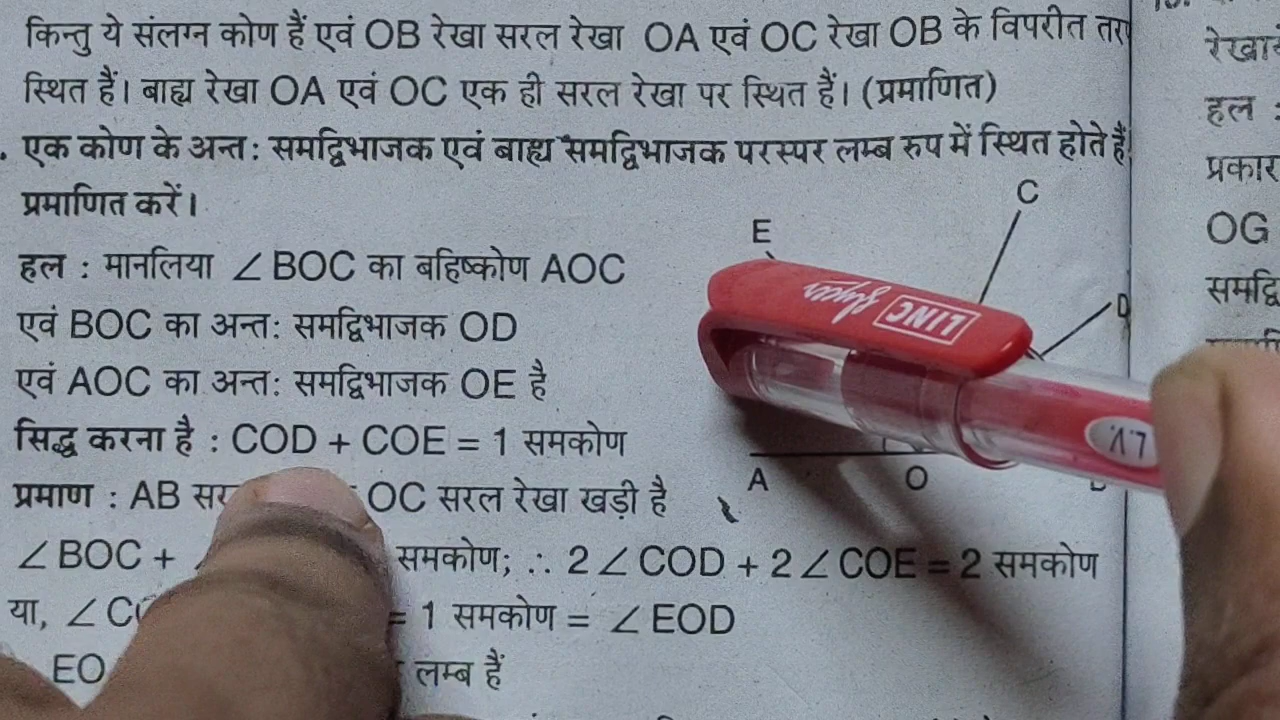 किन्तु ये संलग्न कोण हैं एवं OB रेखा सरल रेखा OA एवं OC रेखा OB के विपरीत
स्थित हैं। बाह्य रेखा OA एवं OC एक ही सरल रेखा पर स्थित हैं। (प्रमाणित)
एक कोण के अन्त: समद्विभाजक एवं बाह्य समद्विभाजक परस्पर लम्ब रुप में स्थित होते हैं
प्रमाणित करें।
हल : मानलिया ∠BOC का बहिष्कोण AOC
एवं BOC का अन्त: समद्विभाजक OD
एवं AOC का अन्त: समद्विभाजक OE है
सिद्ध करना है : COD + COE = 1 समकोण
प्रमाण : AB OC सरल रेखा खड़ी है
∠BOC + समकोण; ∴ 2∠COD + 2∠COE = 2 समकोण
या, = 1 समकोण = ∠EOD
EO लम्ब हैं
E
C
D
A
O
LINC
हल :
प्रकार
OG